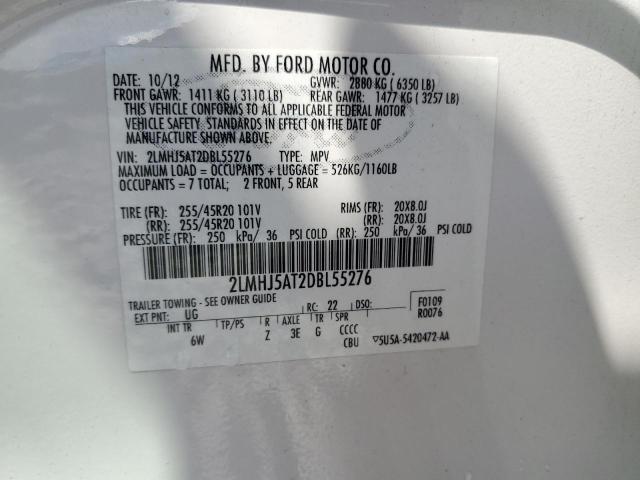 MFD. BY FORD MOTOR CO.
DATE: 10/12 GVWR: 2880 KG ( 6350 LB)
FRONT GAWR: 1411 KG ( 3110 LB) REAR GAWR: 1477 KG ( 3257 LB)
THIS VEHICLE CONFORMS TO ALL APPLICABLE FEDERAL MOTOR
VEHICLE SAFETY STANDARDS IN EFFECT ON THE DATE OF
MANUFACTURE SHOWN ABOVE.
VIN: 2LMHJ5AT2DBL55276 TYPE: MPV
MAXIMUM LOAD = OCCUPANTS + LUGGAGE = 526KG/1160LB
OCCUPANTS = 7 TOTAL; 2 FRONT, 5 REAR
TIRE (FR): 255/45R20 101V RIMS (FR): 20X8.0J
(RR): 255/45R20 101V (RR): 20X8.0J
PRESSURE (FR): 250 kPa/ 36 PSI COLD (RR): 250 kPa/ 36 PSI COLD
2LMHJ5AT2DBL55276
TRAILER TOWING - SEE OWNER GUIDE
EXT PNT: UG RC: 22 DSO: F0109
INT TR TP/PS R AXLE TR SPR R0076
6W Z 3E G CCCC
CBU ▽5U5A-5420472-AA